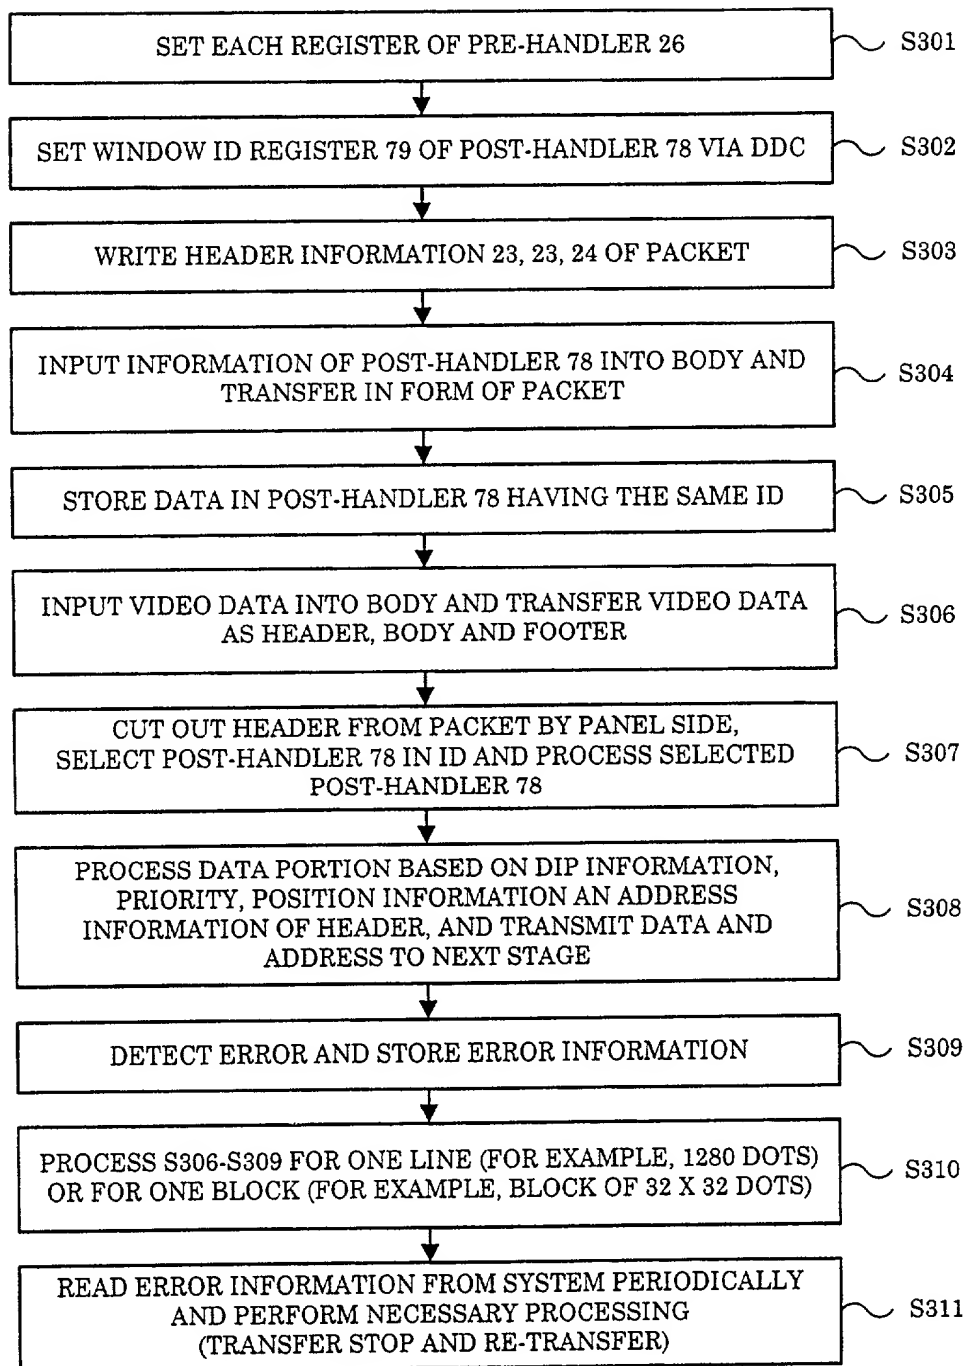 SET EACH REGISTER OF PRE-HANDLER 26
S301
SET WINDOW ID REGISTER 79 OF POST-HANDLER 78 VIA DDC
S302
WRITE HEADER INFORMATION 23, 23, 24 OF PACKET
S303
INPUT INFORMATION OF POST-HANDLER 78 INTO BODY AND
TRANSFER IN FORM OF PACKET
S304
STORE DATA IN POST-HANDLER 78 HAVING THE SAME ID
S305
INPUT VIDEO DATA INTO BODY AND TRANSFER VIDEO DATA
AS HEADER, BODY AND FOOTER
S306
CUT OUT HEADER FROM PACKET BY PANEL SIDE,
SELECT POST-HANDLER 78 IN ID AND PROCESS SELECTED
POST-HANDLER 78
S307
PROCESS DATA PORTION BASED ON DIP INFORMATION,
PRIORITY, POSITION INFORMATION AN ADDRESS
INFORMATION OF HEADER, AND TRANSMIT DATA AND
ADDRESS TO NEXT STAGE
S308
DETECT ERROR AND STORE ERROR INFORMATION
S309
PROCESS S306-S309 FOR ONE LINE (FOR EXAMPLE, 1280 DOTS)
OR FOR ONE BLOCK (FOR EXAMPLE, BLOCK OF 32 X 32 DOTS)
S310
READ ERROR INFORMATION FROM SYSTEM PERIODICALLY
AND PERFORM NECESSARY PROCESSING
(TRANSFER STOP AND RE-TRANSFER)
S311